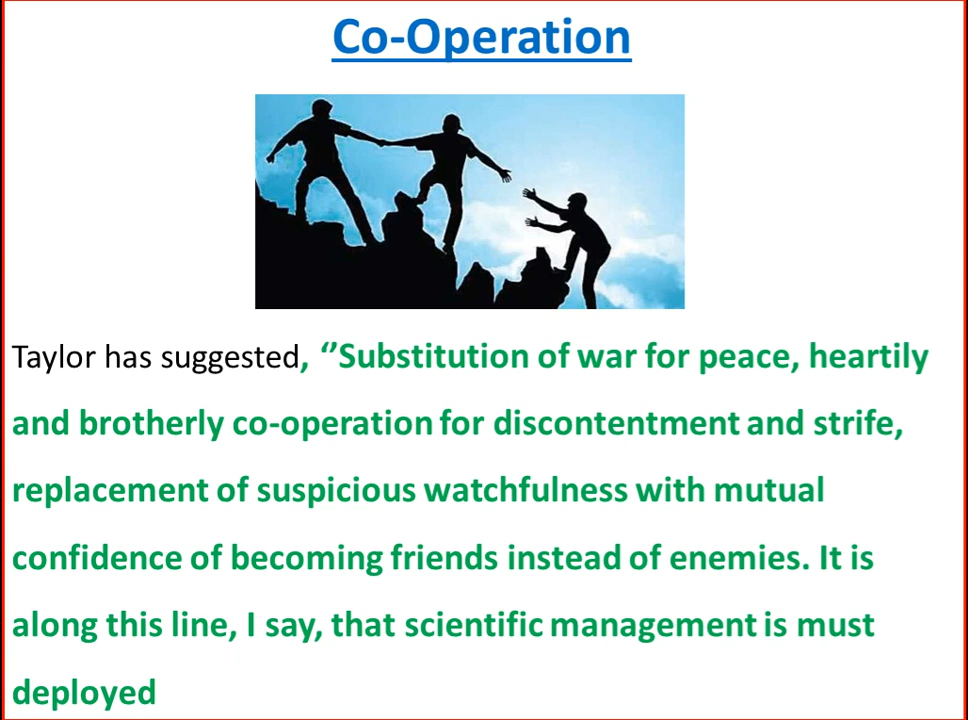 Co-Operation
Taylor has suggested, ‘’Substitution of war for peace, heartily
and brotherly co-operation for discontentment and strife,
replacement of suspicious watchfulness with mutual
confidence of becoming friends instead of enemies. It is
along this line, I say, that scientific management is must
deployed